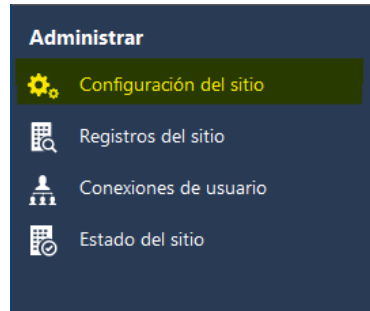 Administrar
Configuración del sitio
Registros del sitio
Conexiones de usuario
Estado del sitio